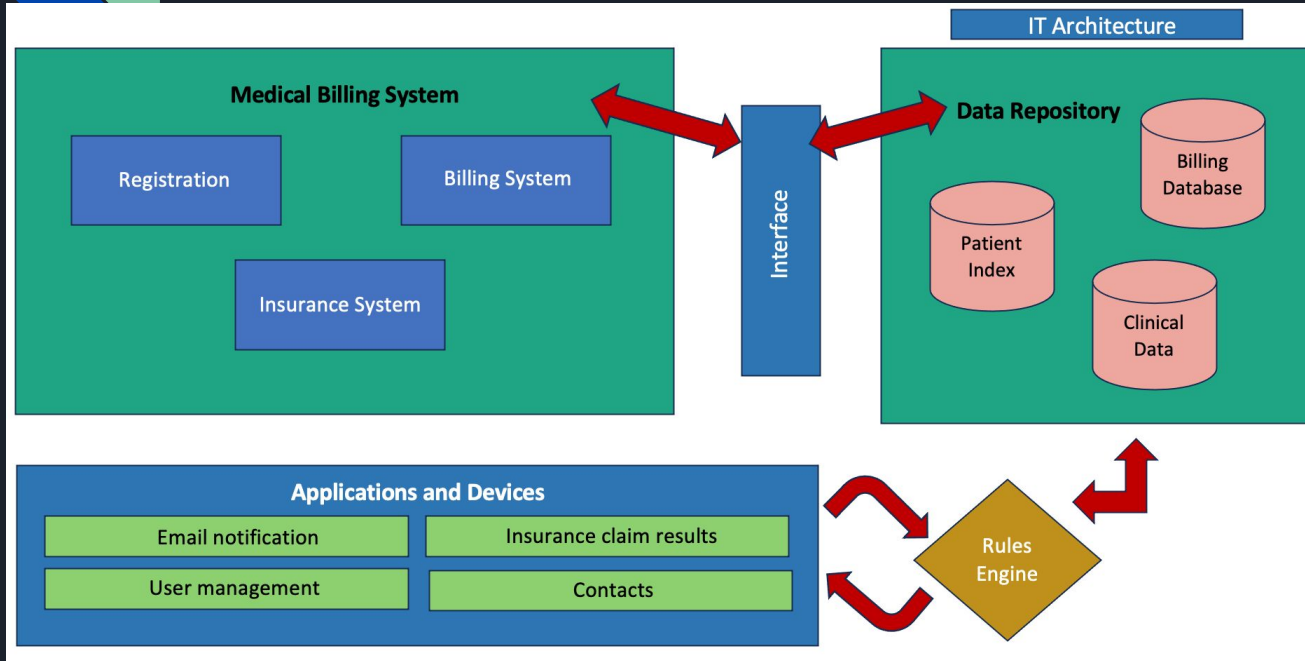 IT Architecture
Medical Billing System
Registration
Billing System
Insurance System
Interface
Data Repository
Billing
Database
Patient
Index
Clinical
Data
Applications and Devices
Email notification
Insurance claim results
User management
Contacts
Rules
Engine